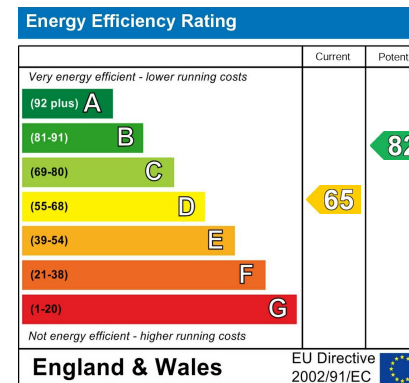 Energy Efficiency Rating
Current Potent
Very energy efficient - lower running costs
(92 plus) A
(81-91) B
82
(69-80) C
(55-68) D
65
(39-54) E
(21-38) F
(1-20) G
Not energy efficient - higher running costs
England & Wales
EU Directive
2002/91/EC